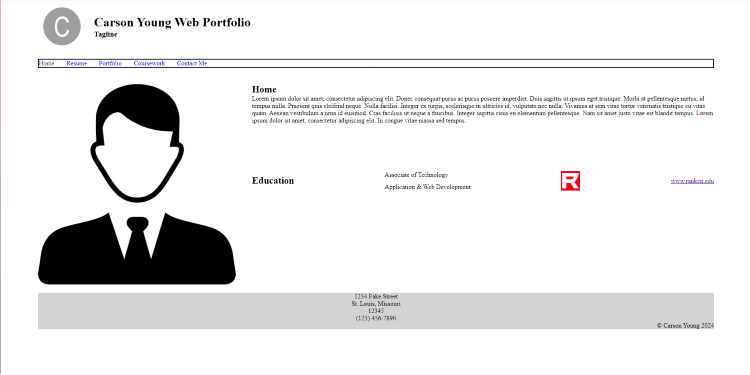 C
Carson Young Web Portfolio
Tagline
Home Resume Portfolio Coursework Contact Me
Home
Lorem ipsum dolor sit amet, consectetur adipiscing elit. Donec consequat purus ac purus posuere imperdiet. Duis sagittis ut ipsum eget tristique. Morbi at pellentesque metus, id
tempus nulla. Praesent quis eleifend neque. Nulla facilisi. Integer ex turpis, scelerisque in ultricies id, vulputate nec nulla. Vivamus at sem vitae tortor venenatis tristique eu vitae
quam. Aenean vestibulum a urna id euismod. Cras facilisis ut neque a faucibus. Integer sagittis risus eu elementum pellentesque. Nam sit amet justo vitae est blandit tempus. Lorem
ipsum dolor sit amet, consectetur adipiscing elit. In congue vitae massa sed tempus.
Education
Associate of Technology
Application & Web Development
R
www.ranken.edu
1234 Fake Street
St. Louis, Missouri
12345
(123) 456-7890
© Carson Young 2024